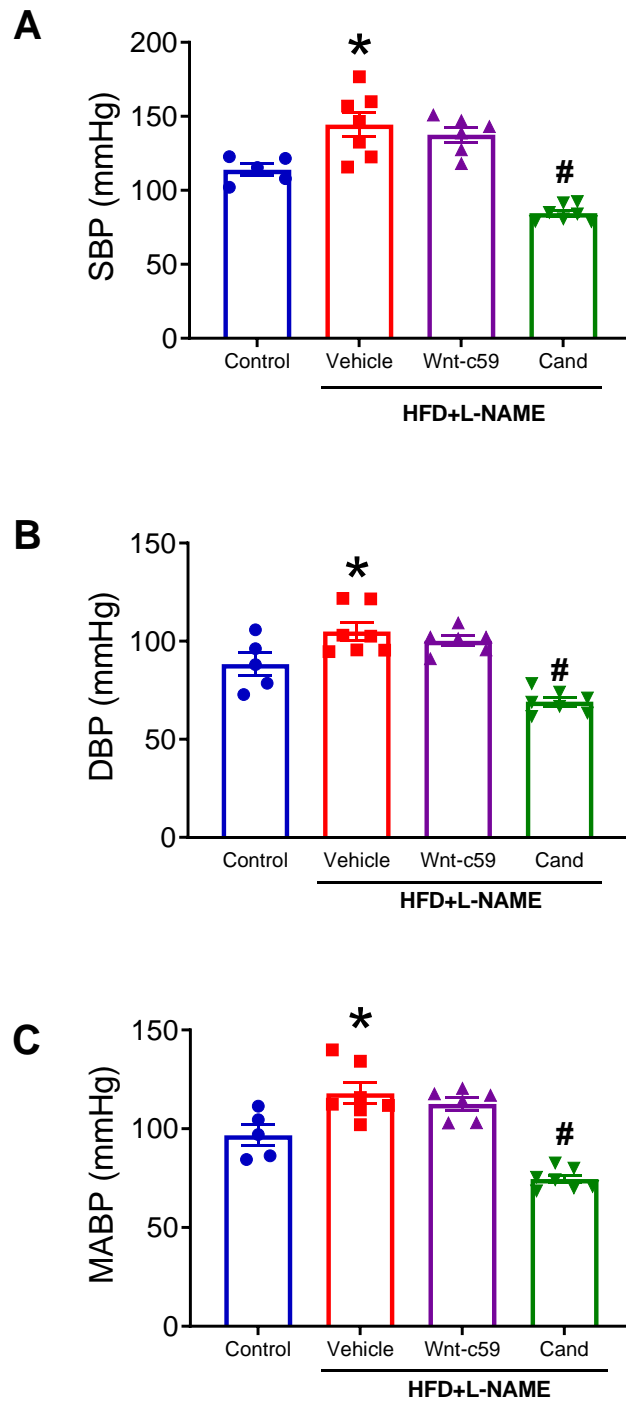 A
SBP (mmHg)
200
150
100
50
0
*
#
Control Vehicle Wnt-c59 Cand
HFD+L-NAME
B
DBP (mmHg)
150
100
50
0
*
#
Control Vehicle Wnt-c59 Cand
HFD+L-NAME
C
MABP (mmHg)
150
100
50
0
*
#
Control Vehicle Wnt-c59 Cand
HFD+L-NAME